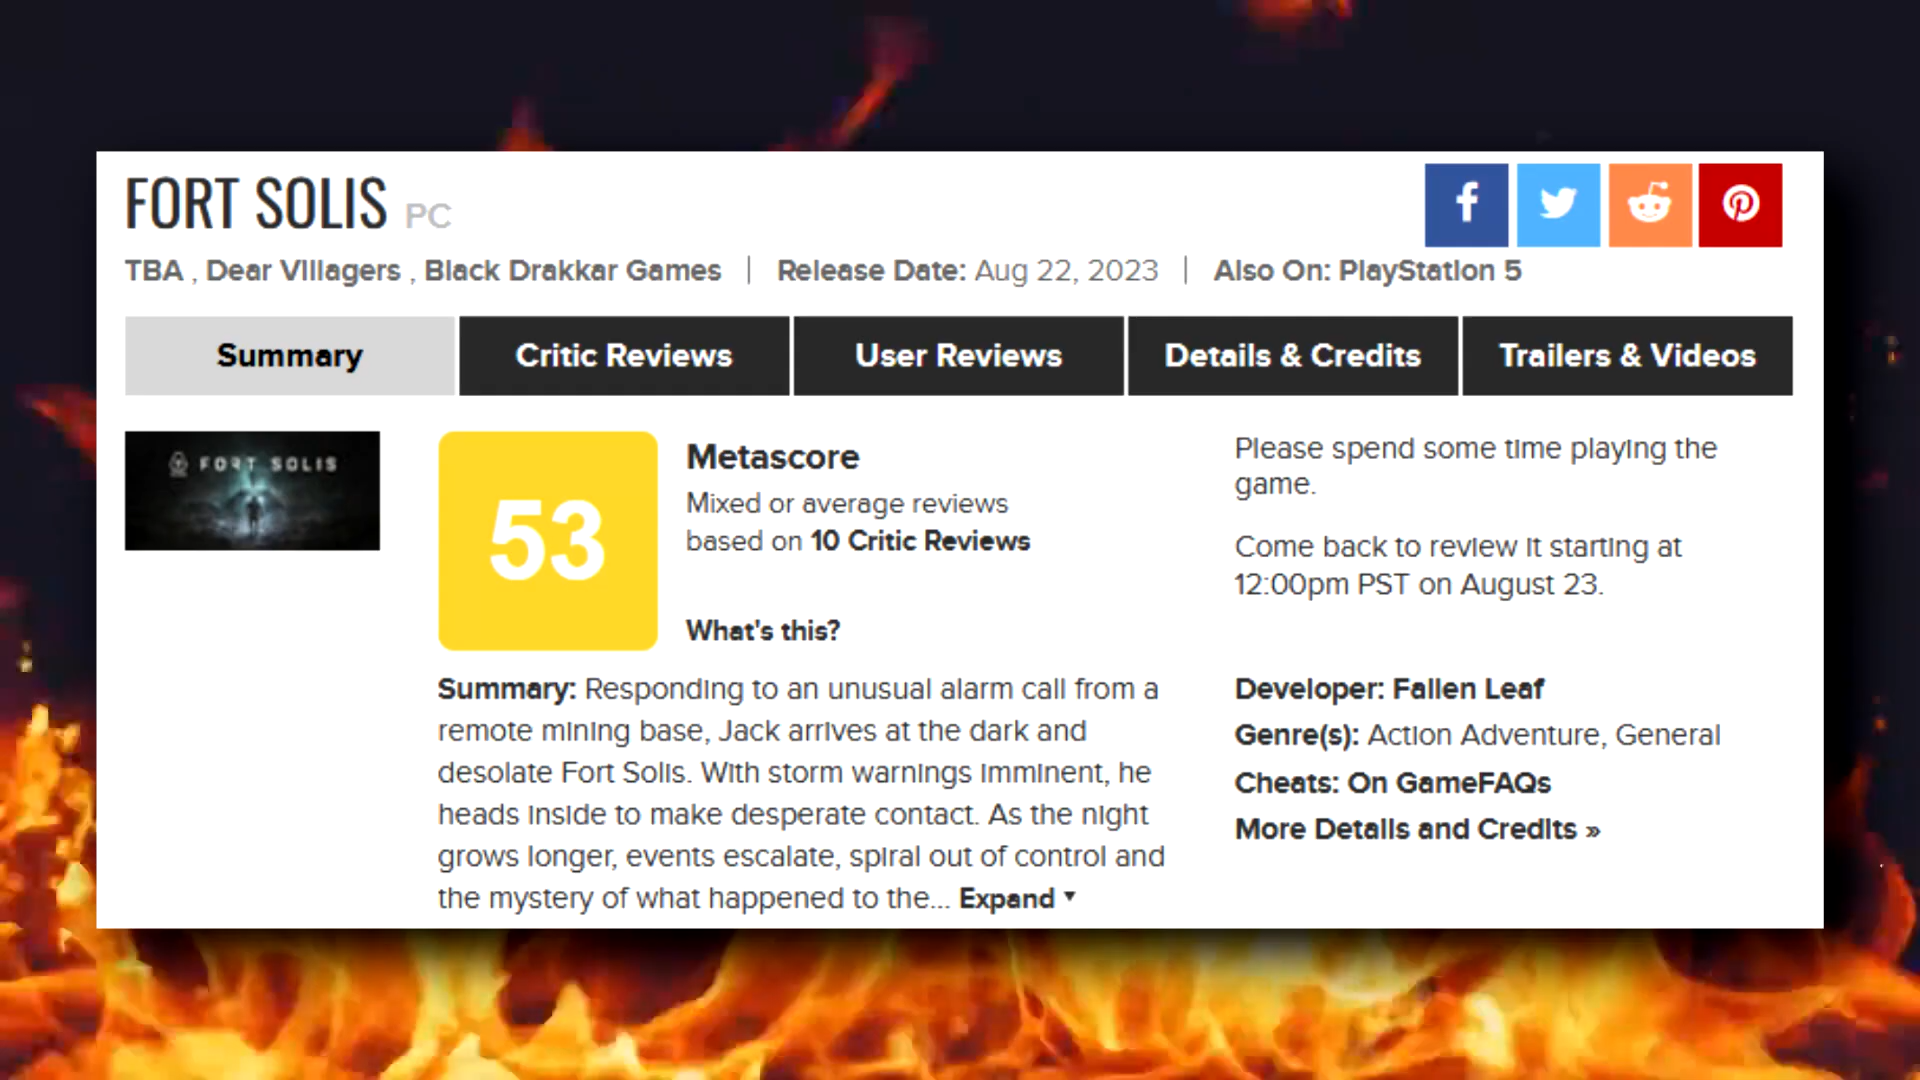 FORT SOLIS PC
TBA , Dear Villagers , Black Drakkar Games | Release Date: Aug 22, 2023 | Also On: PlayStation 5
Summary
Critic Reviews
User Reviews
Details & Credits
Trailers & Videos
FORT SOLIS
53
Metascore
Mixed or average reviews
based on 10 Critic Reviews
What's this?
Please spend some time playing the
game.
Come back to review it starting at
12:00pm PST on August 23.
Summary: Responding to an unusual alarm call from a
remote mining base, Jack arrives at the dark and
desolate Fort Solis. With storm warnings imminent, he
heads inside to make desperate contact. As the night
grows longer, events escalate, spiral out of control and
the mystery of what happened to the... Expand ▼
Developer: Fallen Leaf
Genre(s): Action Adventure, General
Cheats: On GameFAQs
More Details and Credits »